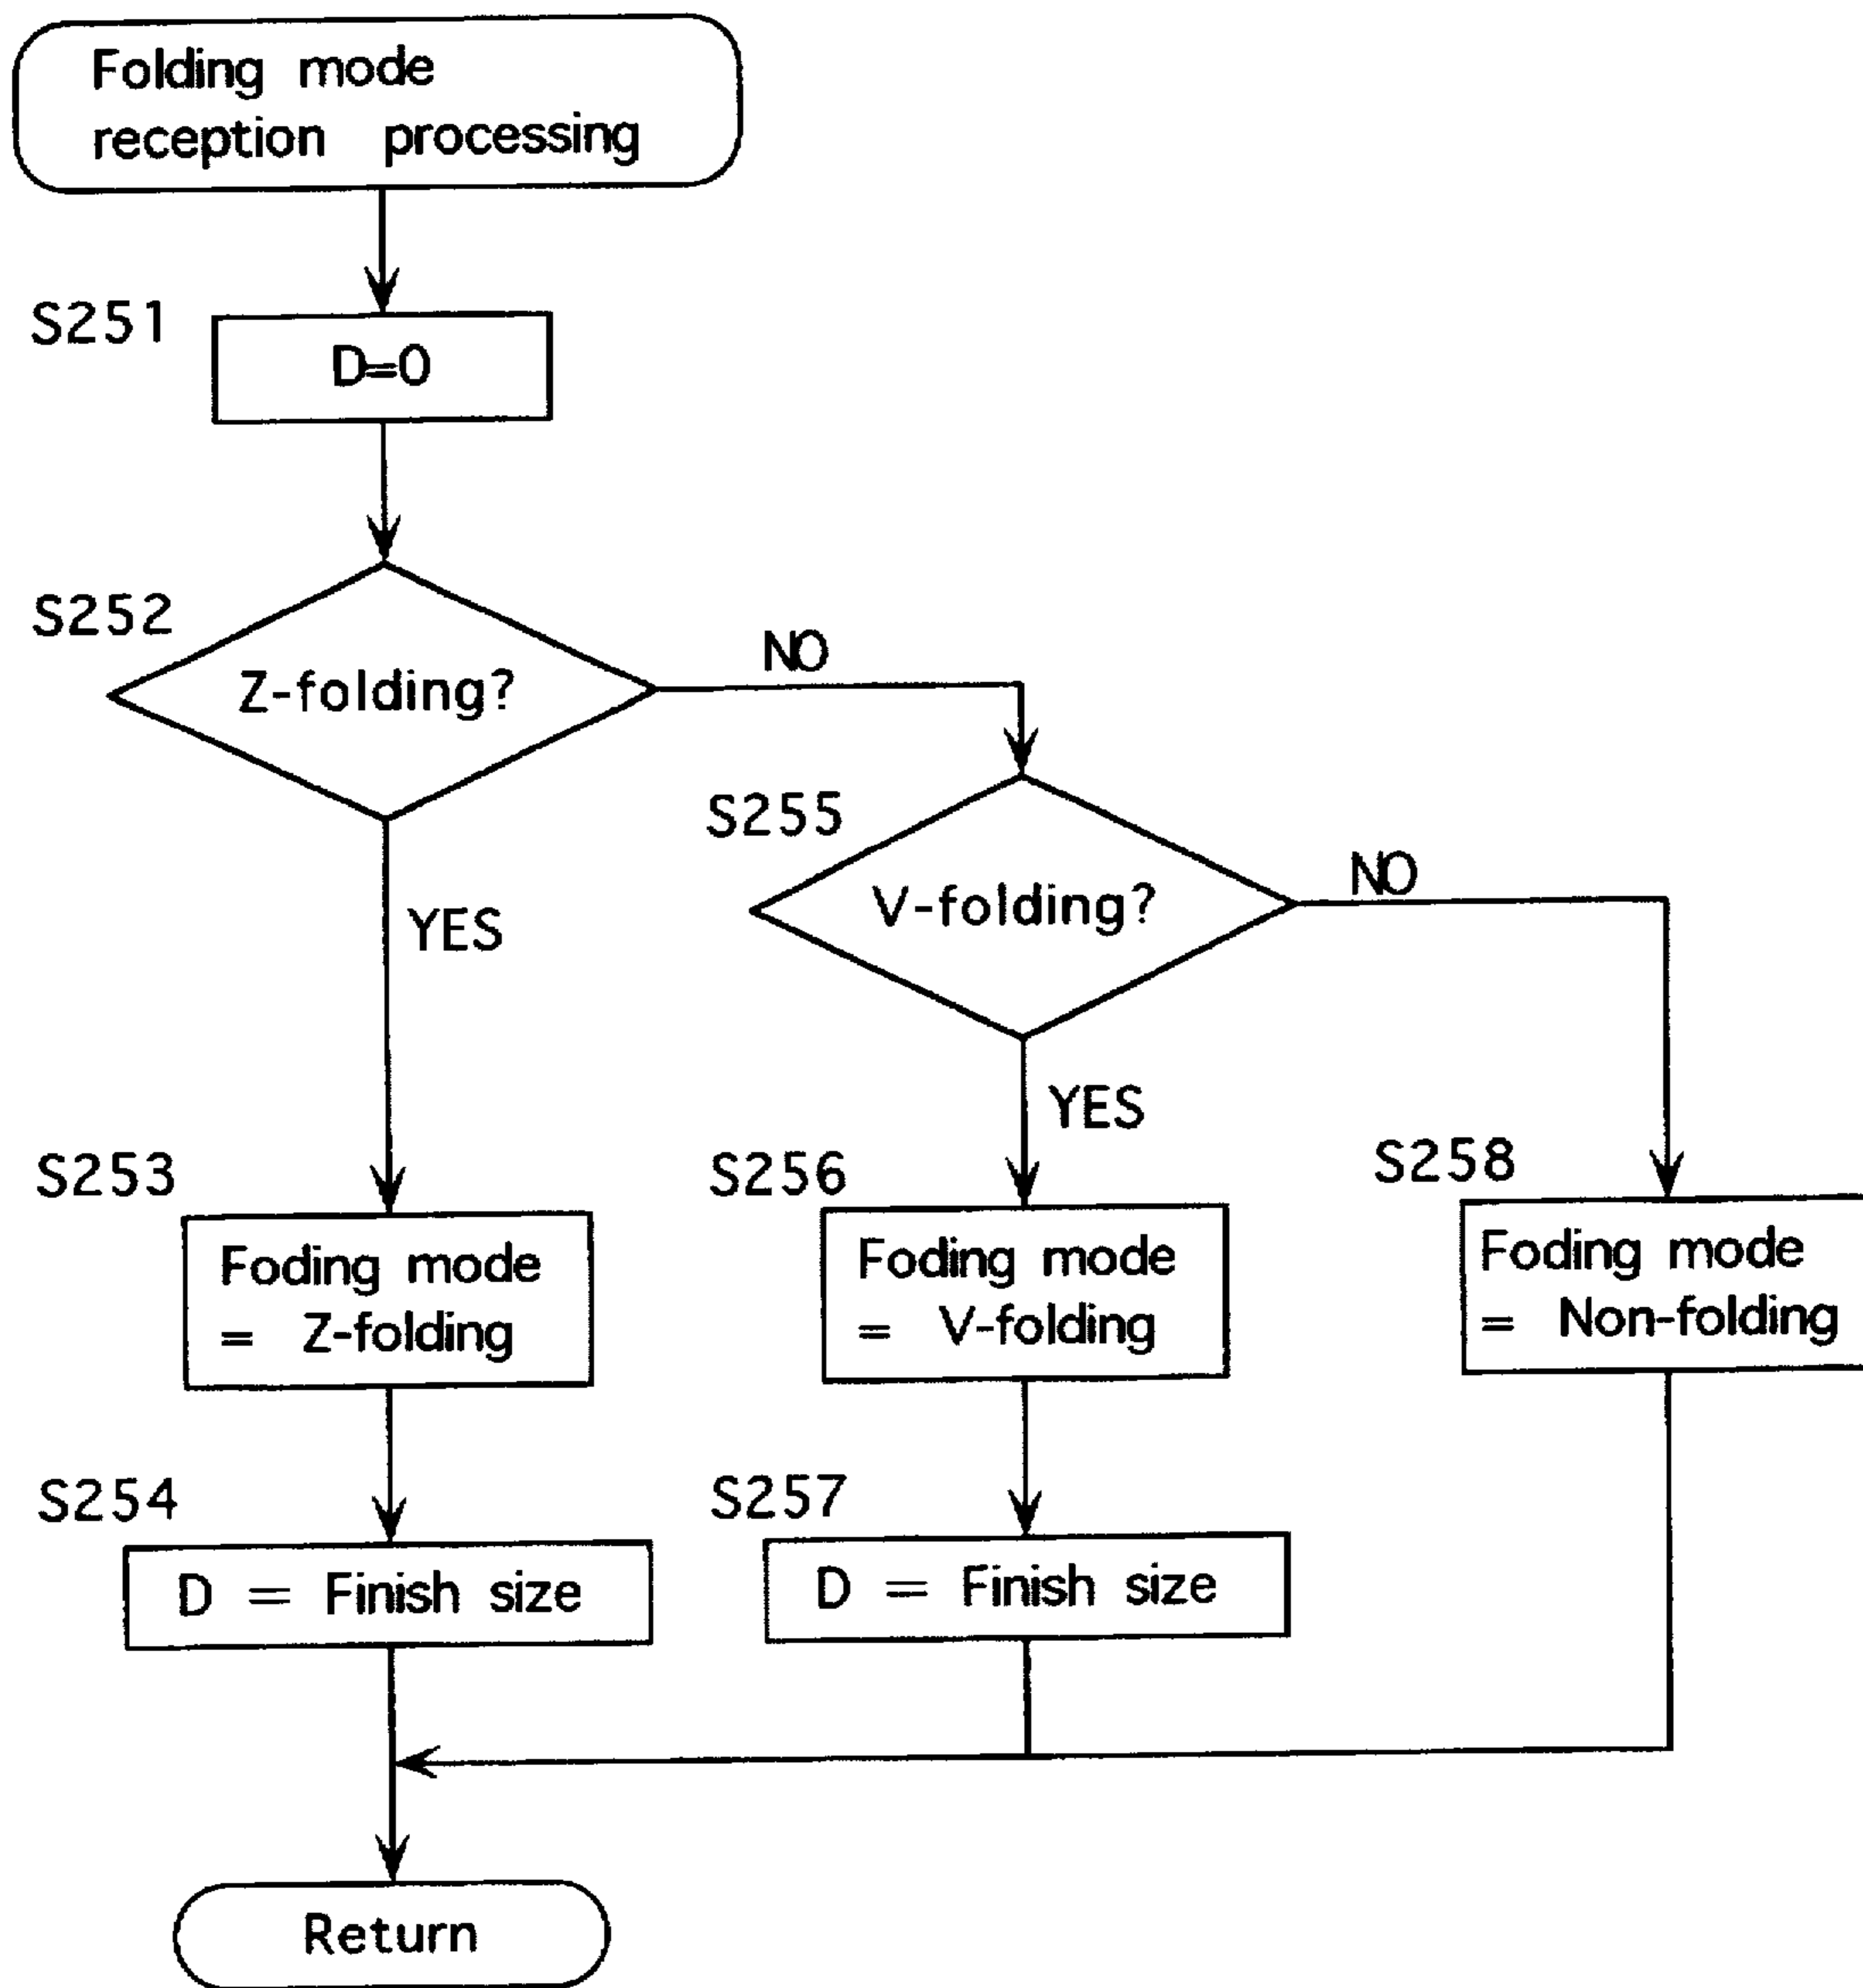 Folding mode
reception processing
S251
D=0
S252
Z-folding?
NO
YES
S255
V-folding?
NO
YES
S253
Foding mode
= Z-folding
S256
Foding mode
= V-folding
S258
Foding mode
= Non-folding
S254
D = Finish size
S257
D = Finish size
Return